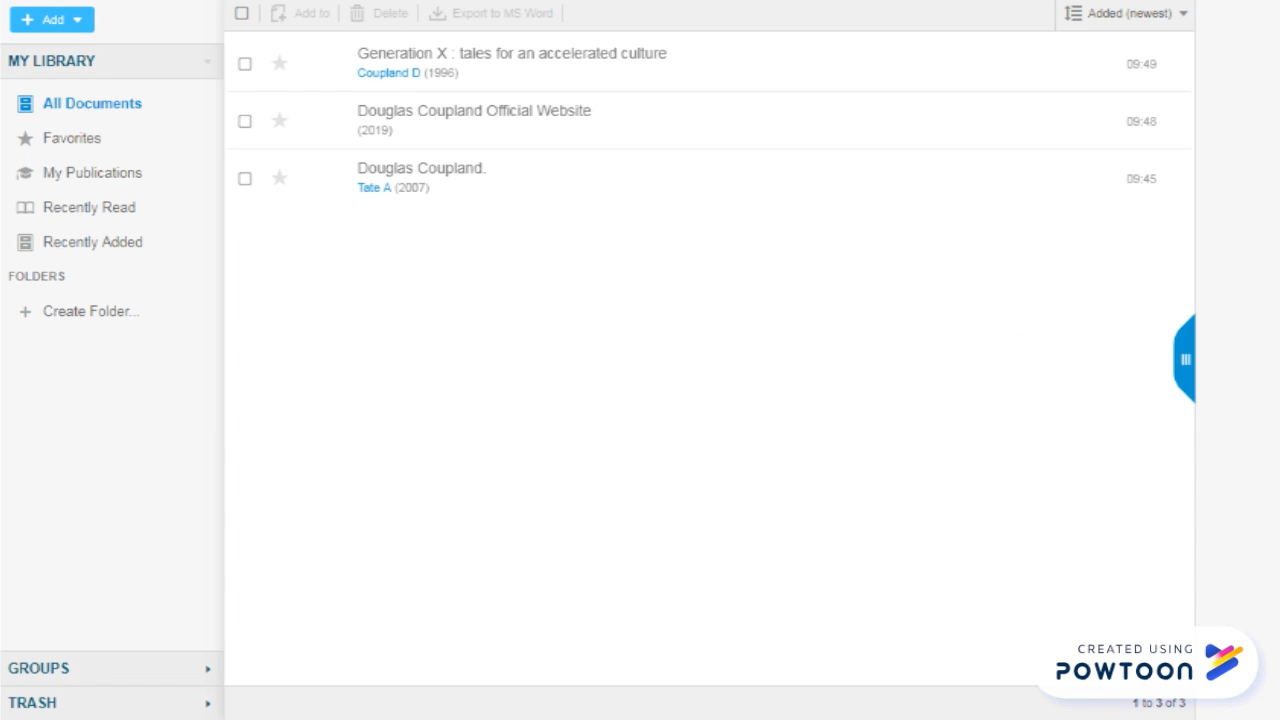 + Add
Add to
Delete
Export to MS Word
Added (newest)
MY LIBRARY
All Documents
Favorites
My Publications
Recently Read
Recently Added
FOLDERS
+ Create Folder...
Generation X : tales for an accelerated culture
09:49
Coupland D (1996)
Douglas Coupland Official Website
09:48
(2019)
Douglas Coupland.
09:45
Tate A (2007)
GROUPS
TRASH
CREATED USING
POWTOON
1 to 3 of 3